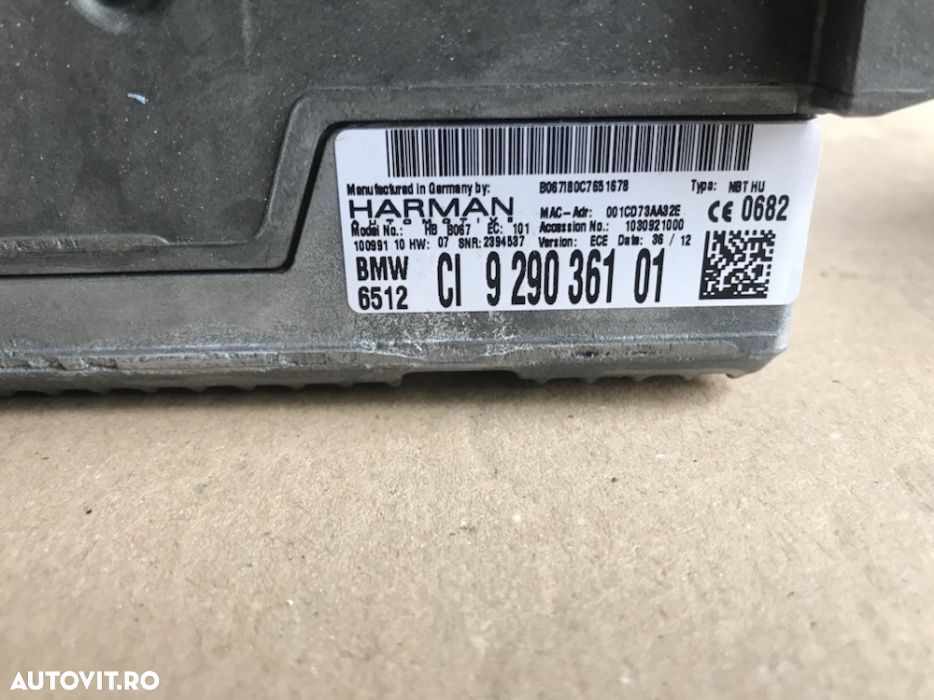 Manufactured in Germany by: B067180C7651678 Type: NBT HU
HARMAN MAC-Adr: 001CD73AA32E CE 0682
AUTOMOTIVE
Model No.: HB B067 EC: 101 Accession No.: 1030921000
100991 10 HW: 07 SNR: 2394537 Version: ECE Date: 36 / 12
BMW CI 9 290 361 01
6512
AUTOVIT.RO